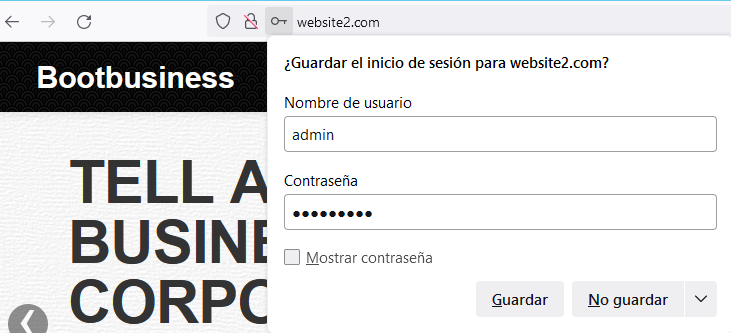 website2.com
¿Guardar el inicio de sesión para website2.com?
Bootbusiness
Nombre de usuario
admin
Contraseña
●●●●●●●●●
Mostrar contraseña
Guardar
No guardar
TELL A
BUSINE
CORPO